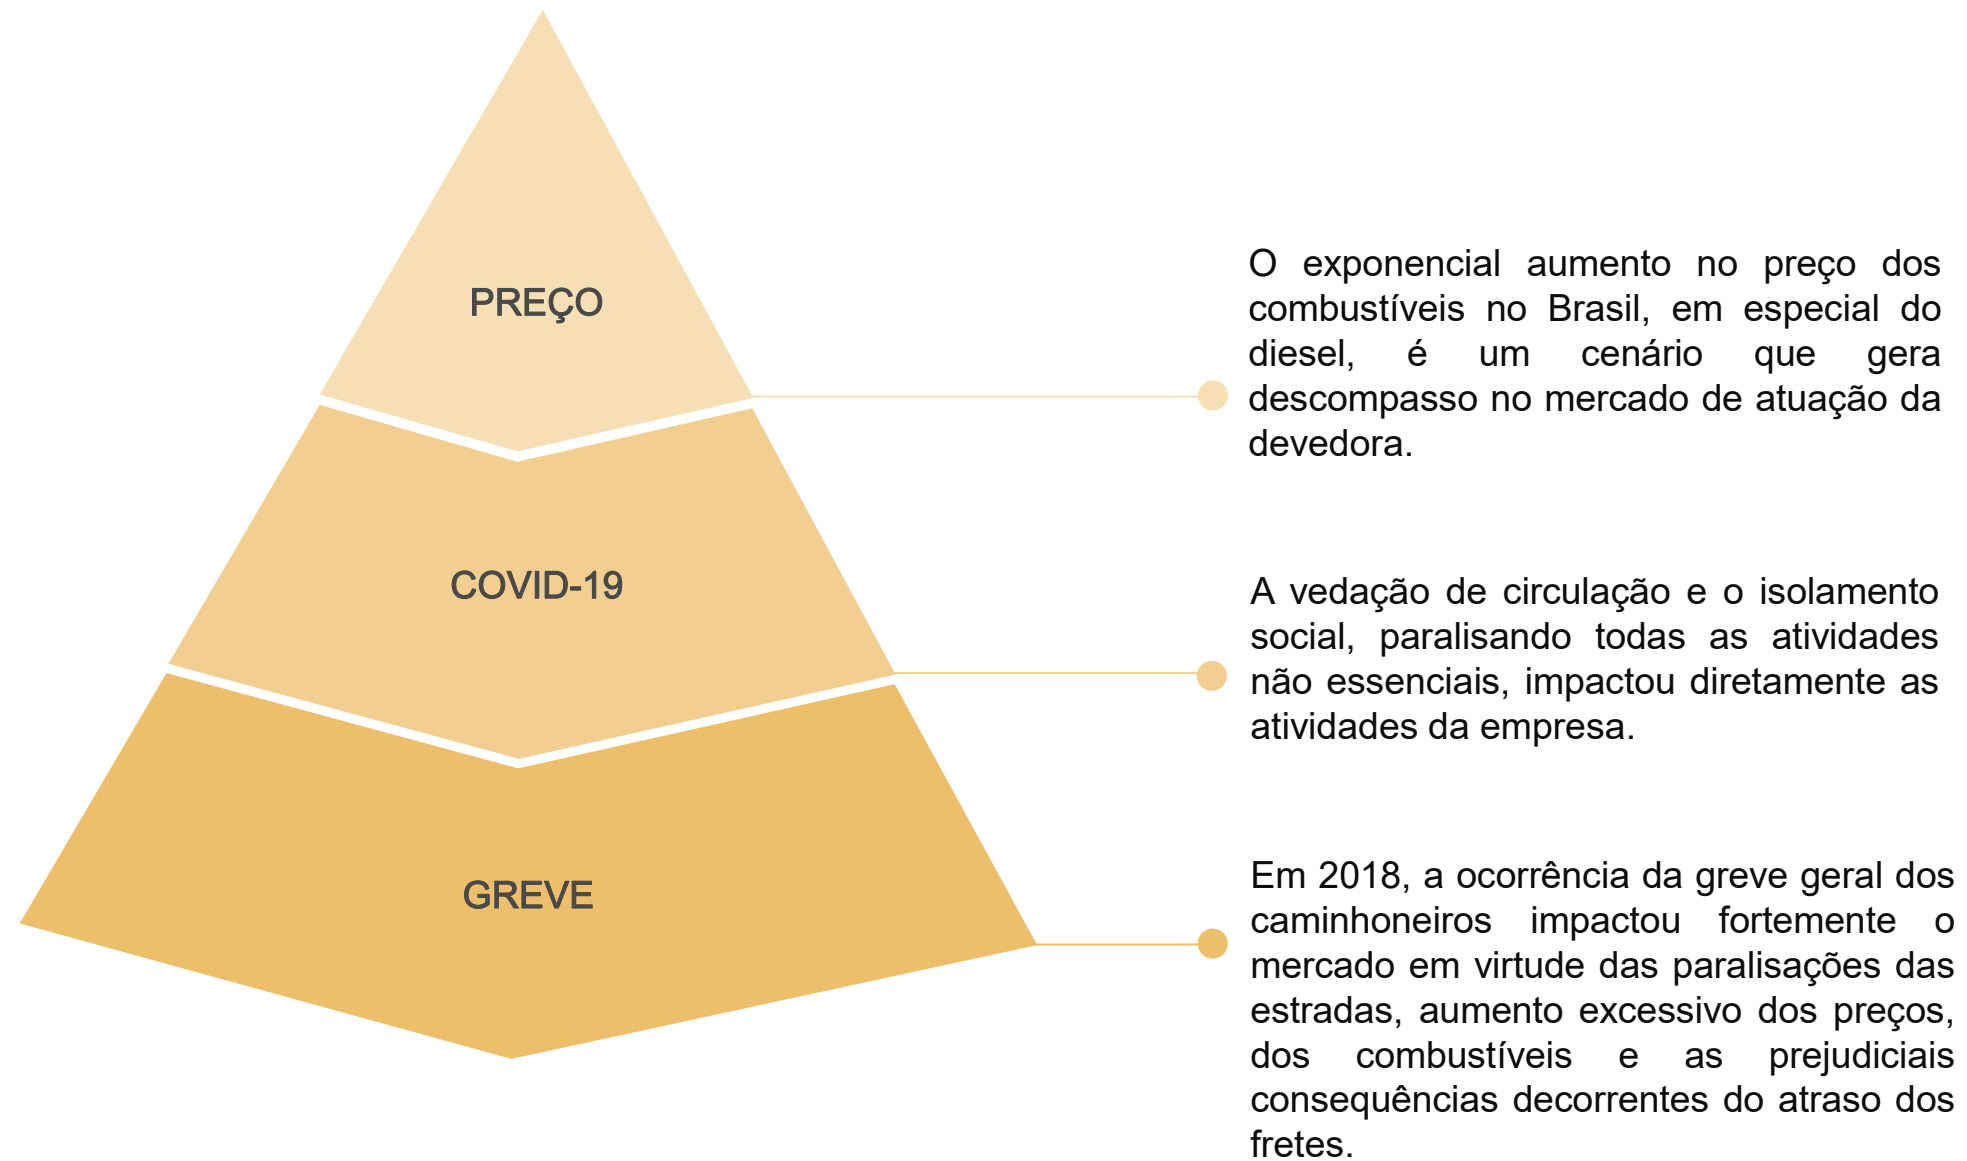 PREÇO
O exponencial aumento no preço dos
combustíveis no Brasil, em especial do
diesel, é um cenário que gera
descompasso no mercado de atuação da
devedora.
COVID-19
A vedação de circulação e o isolamento
social, paralisando todas as atividades
não essenciais, impactou diretamente as
atividades da empresa.
GREVE
Em 2018, a ocorrência da greve geral dos
caminhoneiros impactou fortemente o
mercado em virtude das paralisações das
estradas, aumento excessivo dos preços,
dos combustíveis e as prejudiciais
consequências decorrentes do atraso dos
fretes.